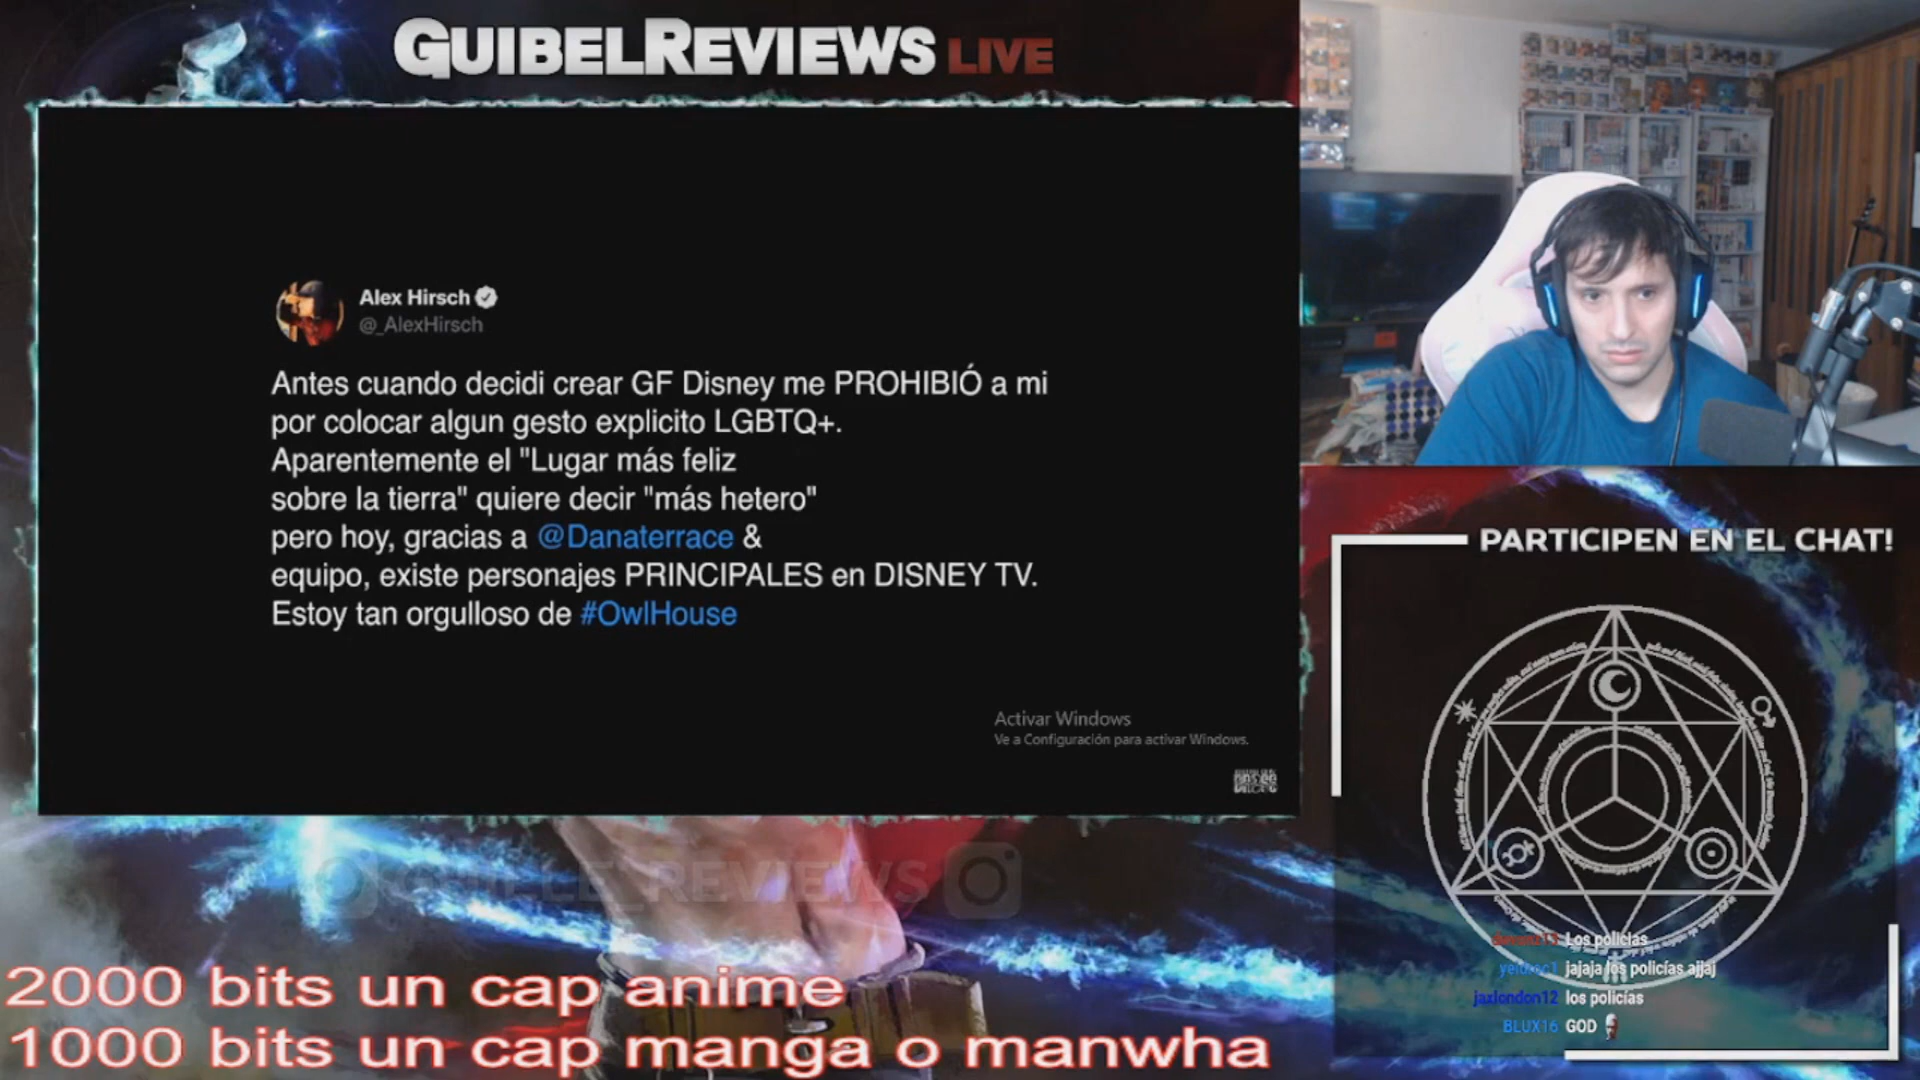 GUIBELREVIEWS LIVE
Alex Hirsch
@_AlexHirsch
Antes cuando decidi crear GF Disney me PROHIBIÓ a mi
por colocar algun gesto explicito LGBTQ+.
Aparentemente el "Lugar más feliz
sobre la tierra" quiere decir "más hetero"
pero hoy, gracias a @Danaterrace &
equipo, existe personajes PRINCIPALES en DISNEY TV.
Estoy tan orgulloso de #OwlHouse
Activar Windows
Ve a Configuración para activar Windows.
PARTICIPEN EN EL CHAT!
Los policías
jajaja los policías ajjaj
jaxlondon12 los policías
BLUX16 GOD
REVIEWS
2000 bits un cap anime
1000 bits un cap manga o manwha